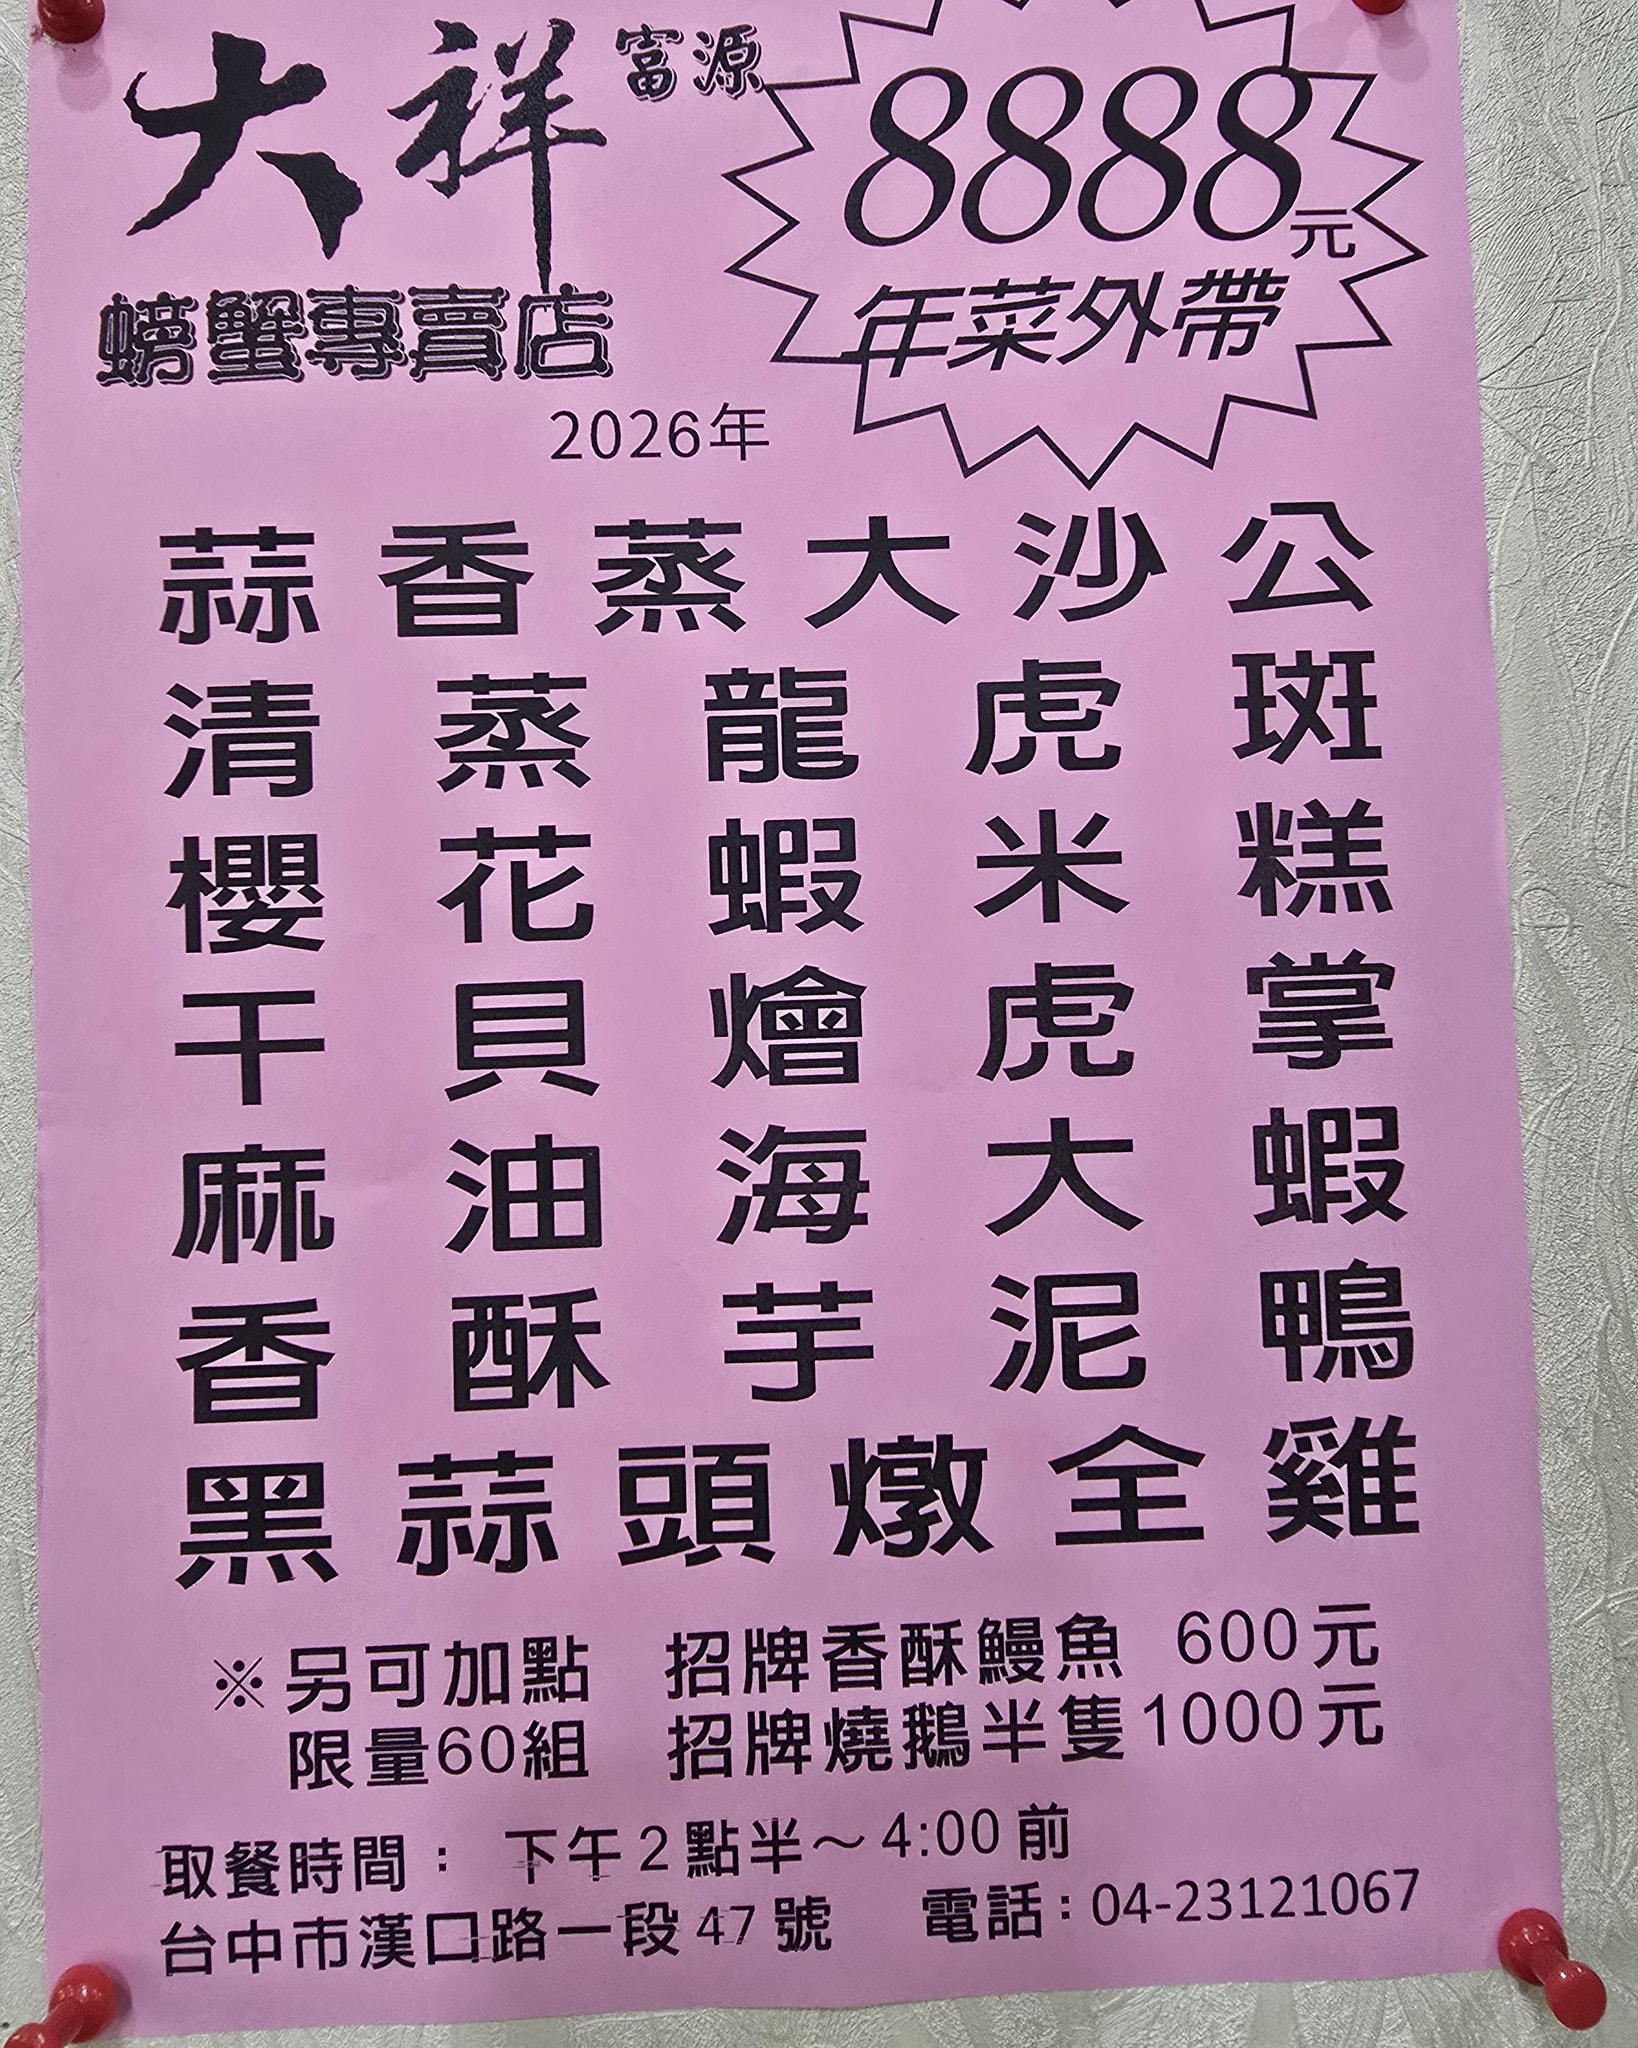 大祥 富源
螃蟹專賣店
8888元
年菜外帶
2026年
蒜香蒸大沙公
清蒸龍虎斑
櫻花蝦米糕
干貝燴虎掌
麻油海大蝦
香酥芋泥鴨
黑蒜頭燉全雞
※另可加點 招牌香酥鰻魚 600元
限量60組 招牌燒鵝半隻1000元
取餐時間： 下午2點半～4:00前
台中市漢口路一段47號 電話：04-23121067